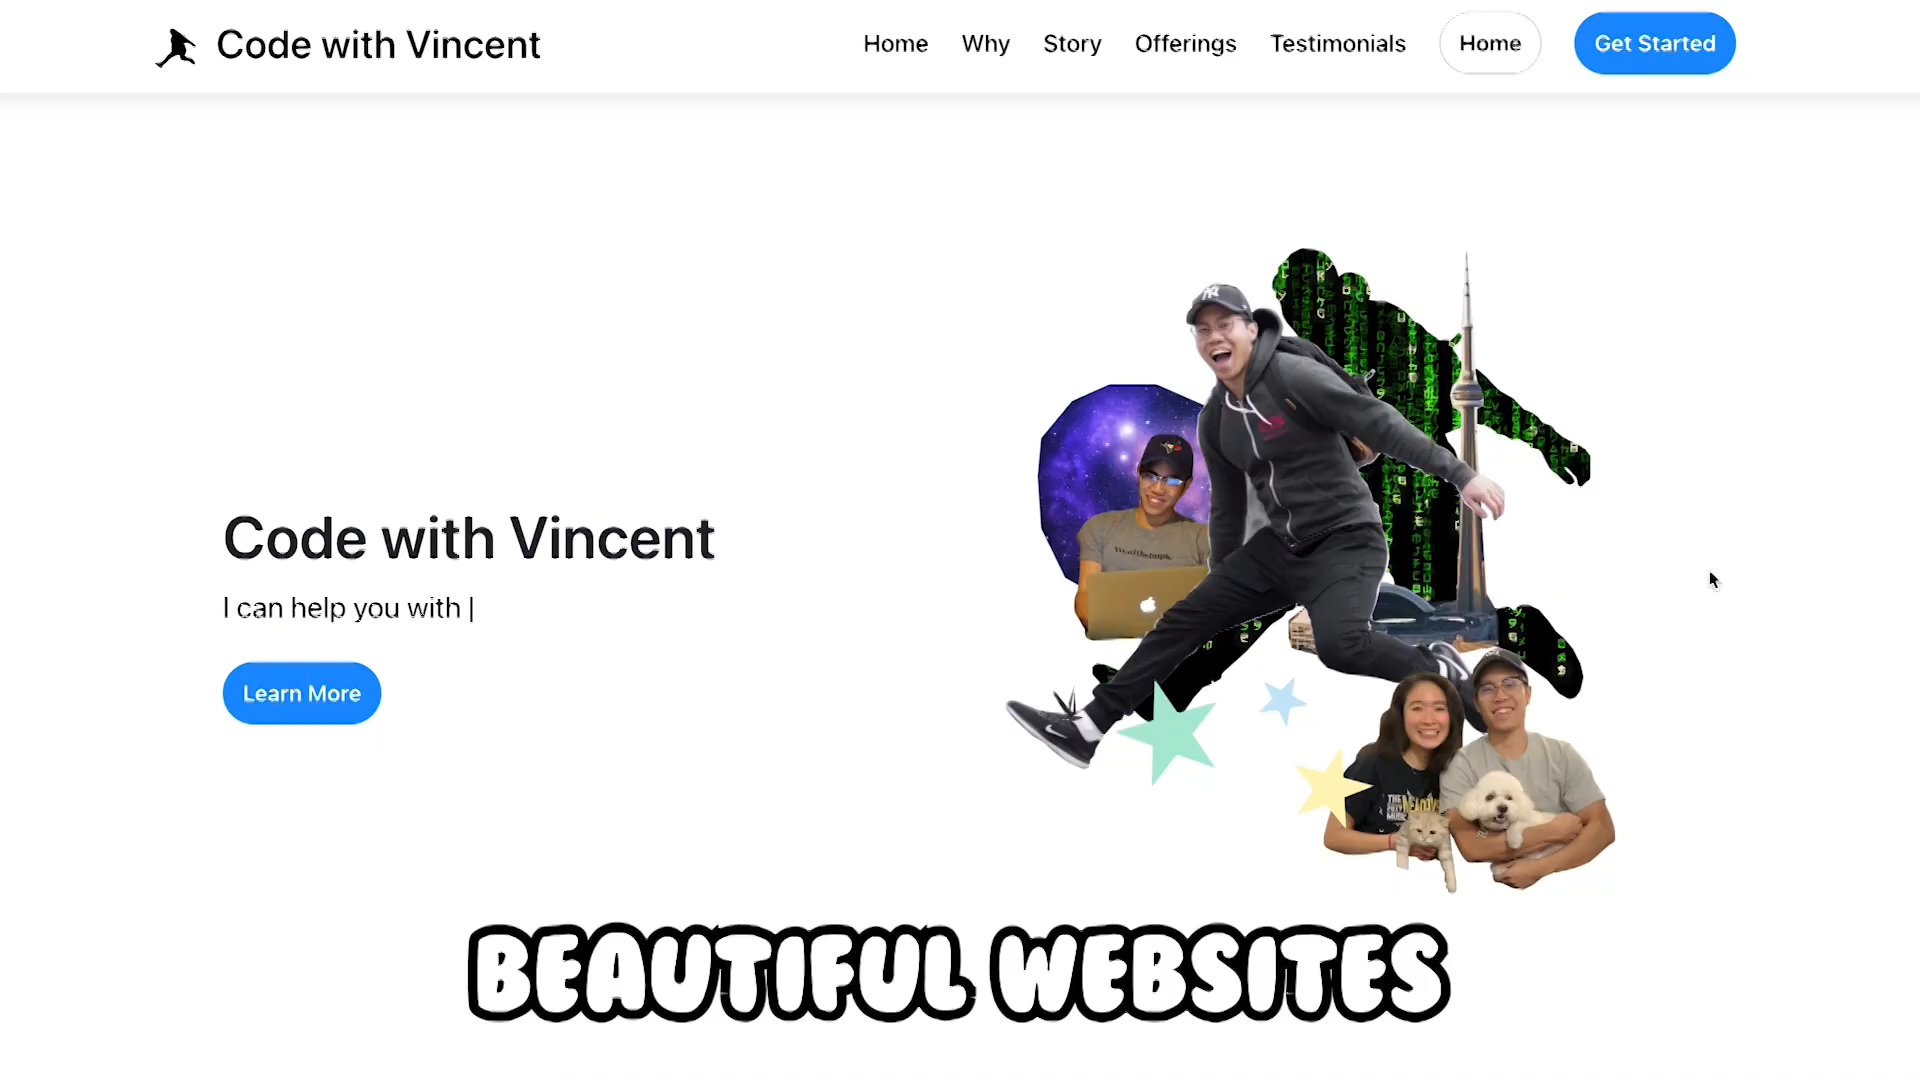 Code with Vincent
Home Why Story Offerings Testimonials Home Get Started
Code with Vincent
I can help you with |
Learn More
BEAUTIFUL WEBSITES